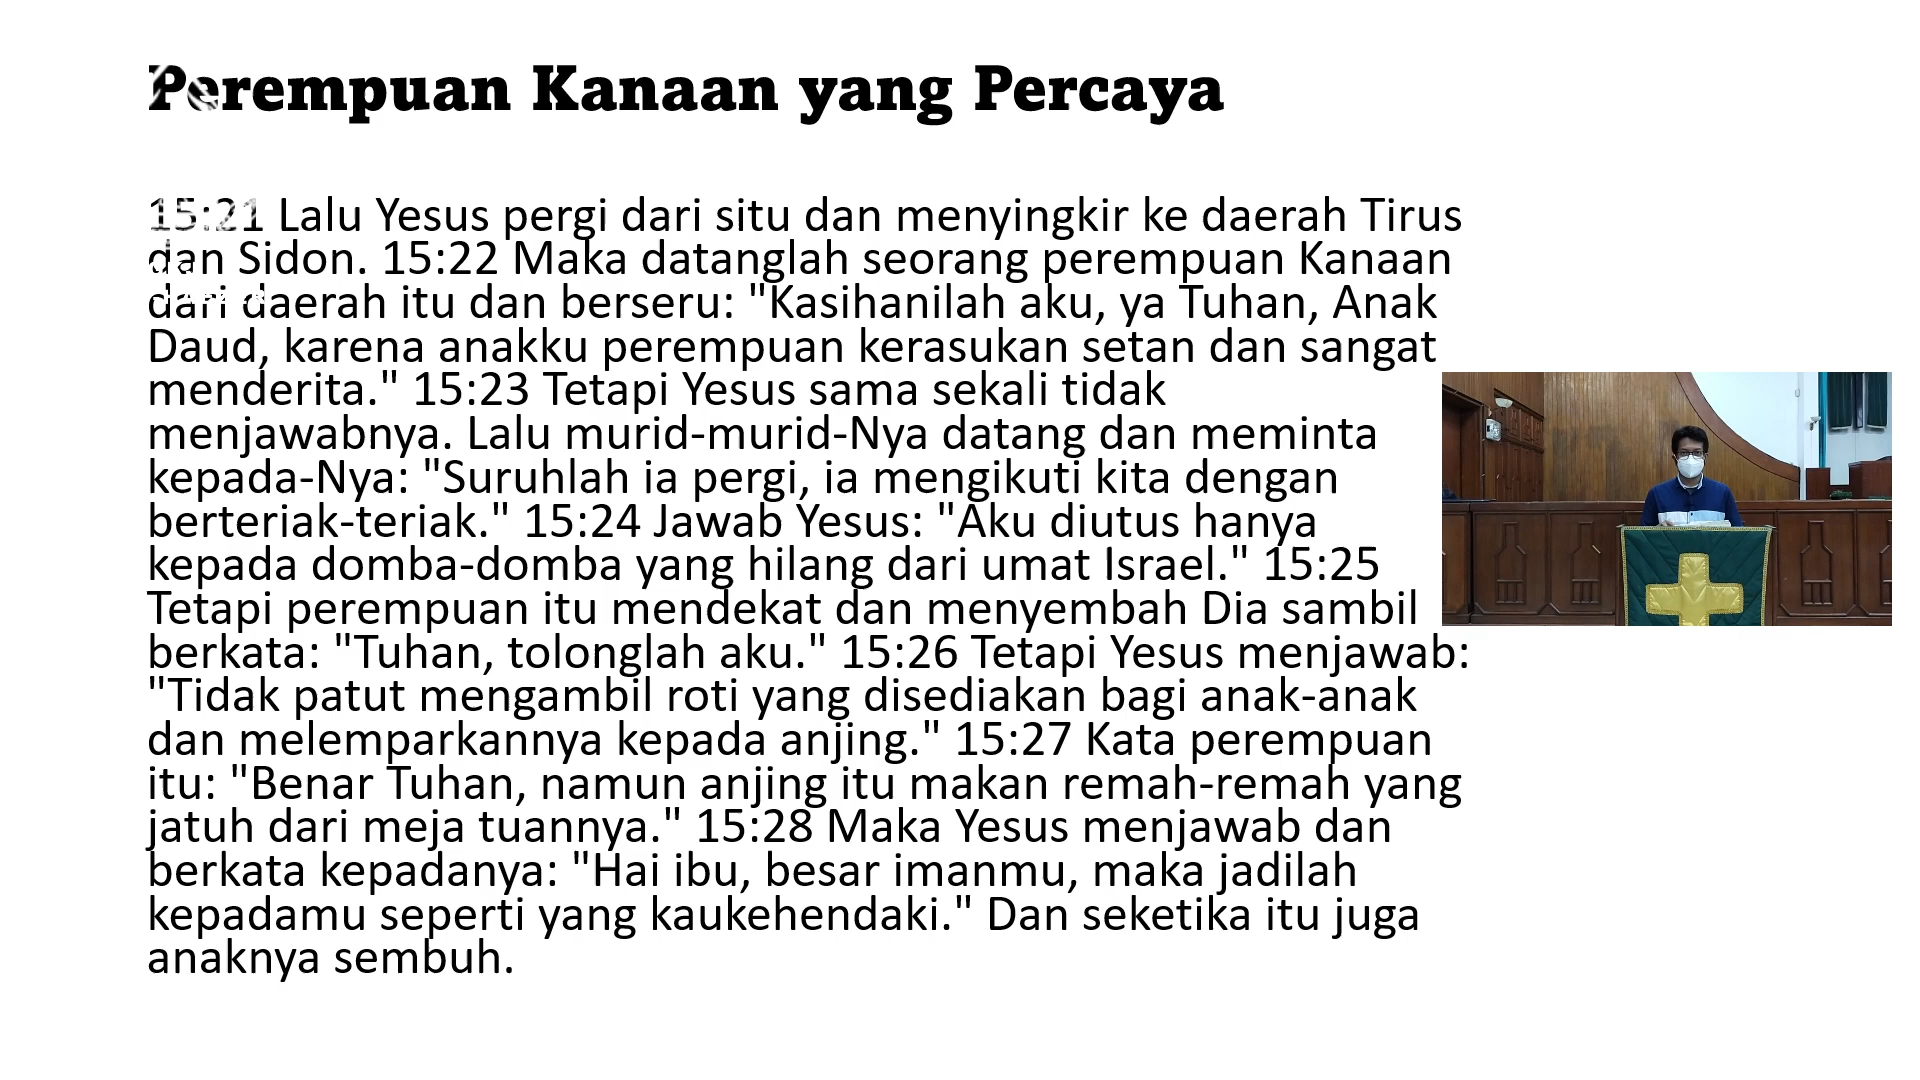 Perempuan Kanaan yang Percaya
15:21 Lalu Yesus pergi dari situ dan menyingkir ke daerah Tirus
dan Sidon. 15:22 Maka datanglah seorang perempuan Kanaan
dari daerah itu dan berseru: "Kasihanilah aku, ya Tuhan, Anak
Daud, karena anakku perempuan kerasukan setan dan sangat
menderita." 15:23 Tetapi Yesus sama sekali tidak
menjawabnya. Lalu murid-murid-Nya datang dan meminta
kepada-Nya: "Suruhlah ia pergi, ia mengikuti kita dengan
berteriak-teriak." 15:24 Jawab Yesus: "Aku diutus hanya
kepada domba-domba yang hilang dari umat Israel." 15:25
Tetapi perempuan itu mendekat dan menyembah Dia sambil
berkata: "Tuhan, tolonglah aku." 15:26 Tetapi Yesus menjawab:
"Tidak patut mengambil roti yang disediakan bagi anak-anak
dan melemparkannya kepada anjing." 15:27 Kata perempuan
itu: "Benar Tuhan, namun anjing itu makan remah-remah yang
jatuh dari meja tuannya." 15:28 Maka Yesus menjawab dan
berkata kepadanya: "Hai ibu, besar imanmu, maka jadilah
kepadamu seperti yang kaukehendaki." Dan seketika itu juga
anaknya sembuh.